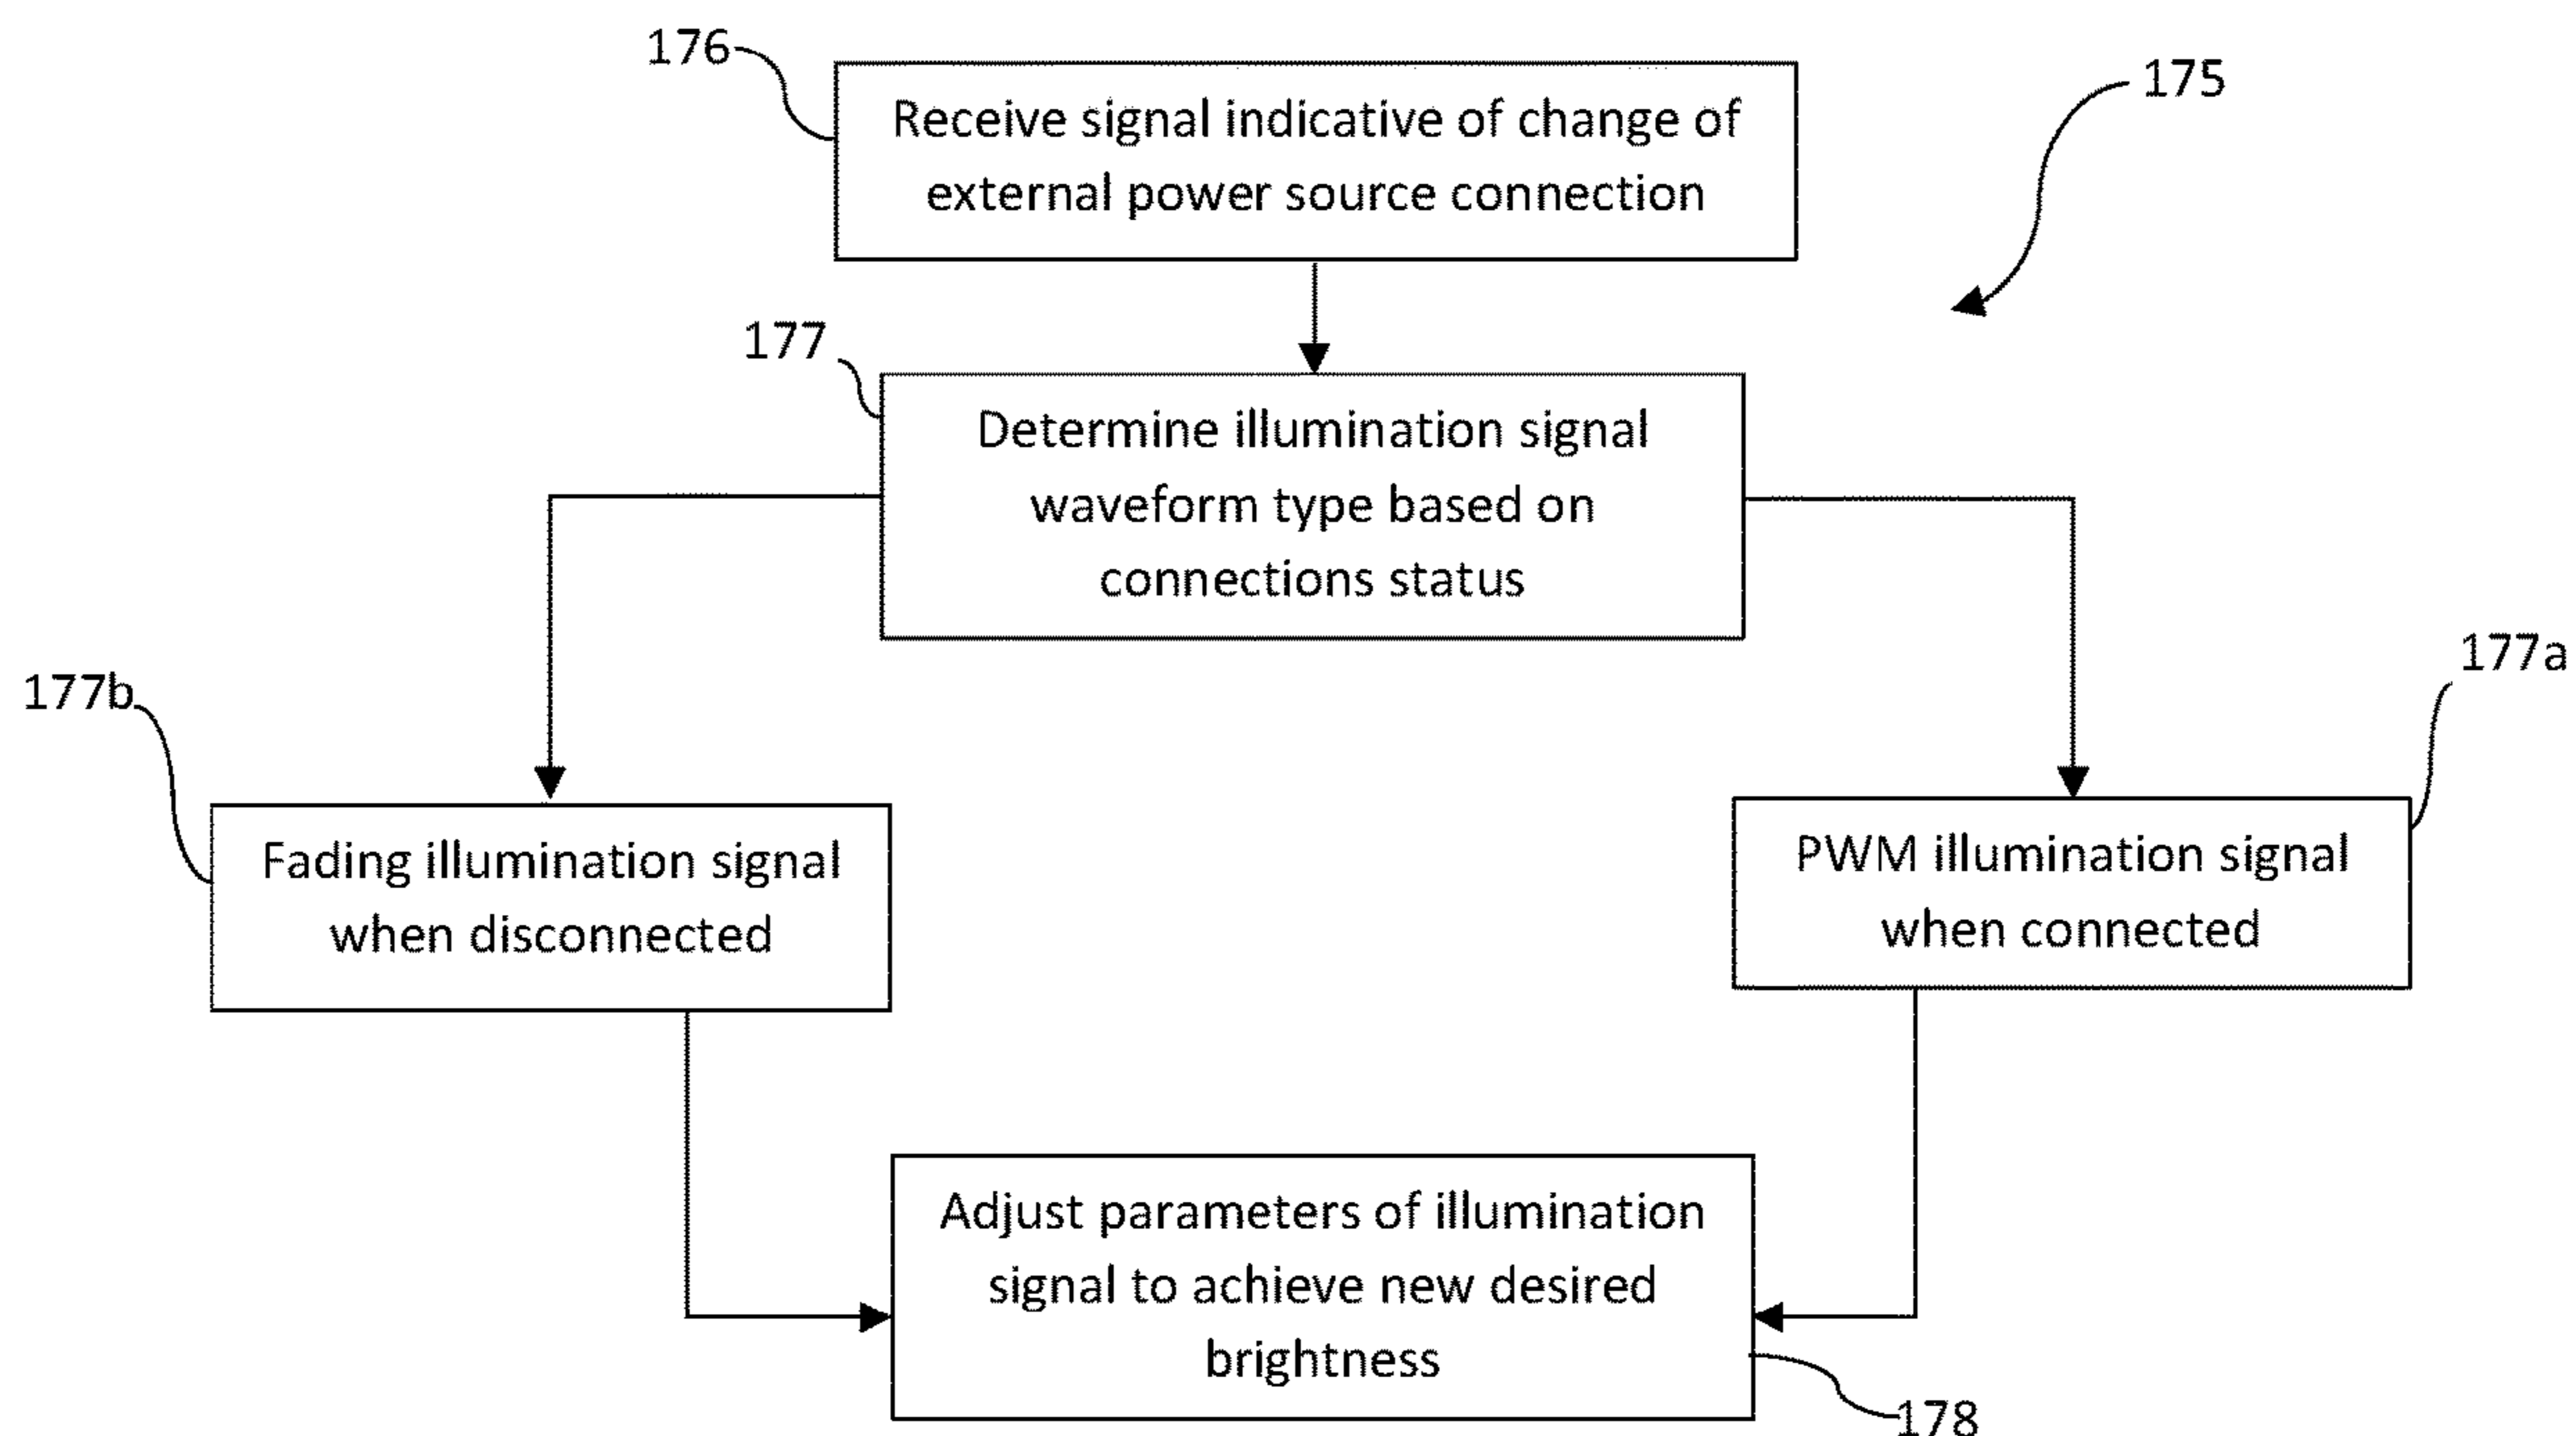 176
175
Receive signal indicative of change of
external power source connection
177
Determine illumination signal
waveform type based on
connections status
177b
177a
Fading illumination signal
when disconnected
PWM illumination signal
when connected
Adjust parameters of illumination
signal to achieve new desired
brightness
178